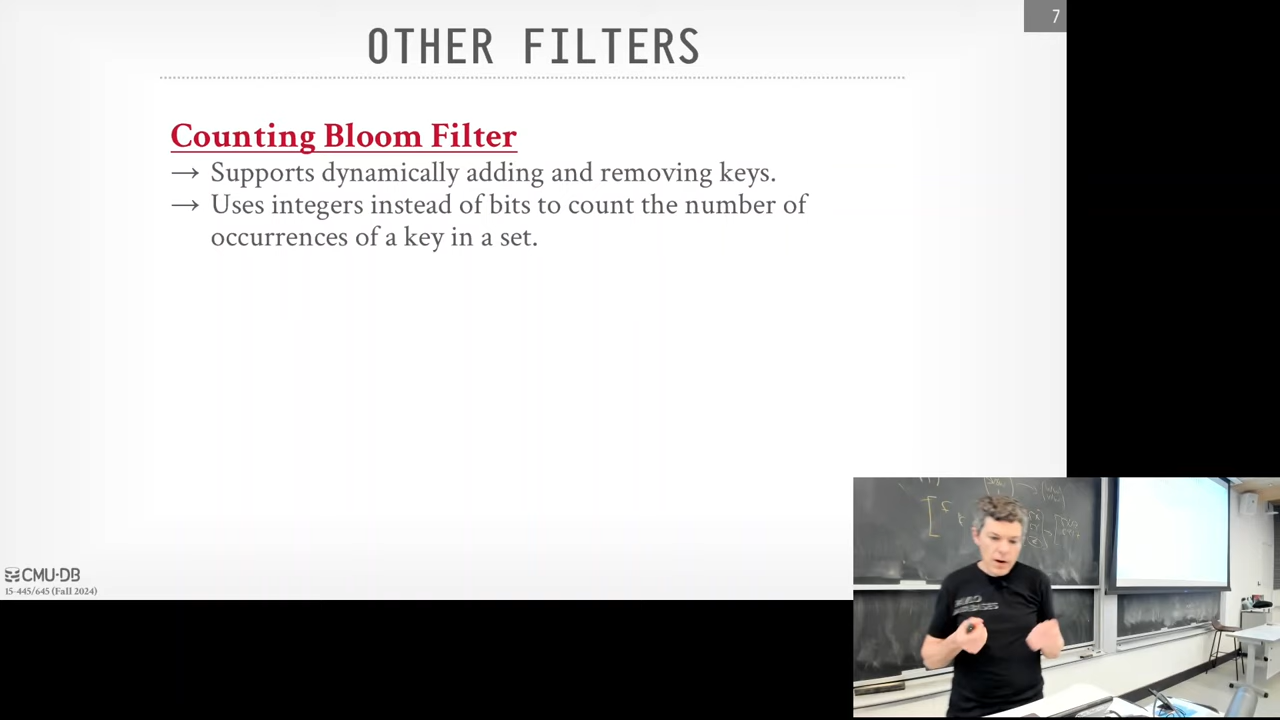 OTHER FILTERS
7
Counting Bloom Filter
→ Supports dynamically adding and removing keys.
→ Uses integers instead of bits to count the number of
occurrences of a key in a set.
CMU·DB
15-445/645 (Fall 2024)